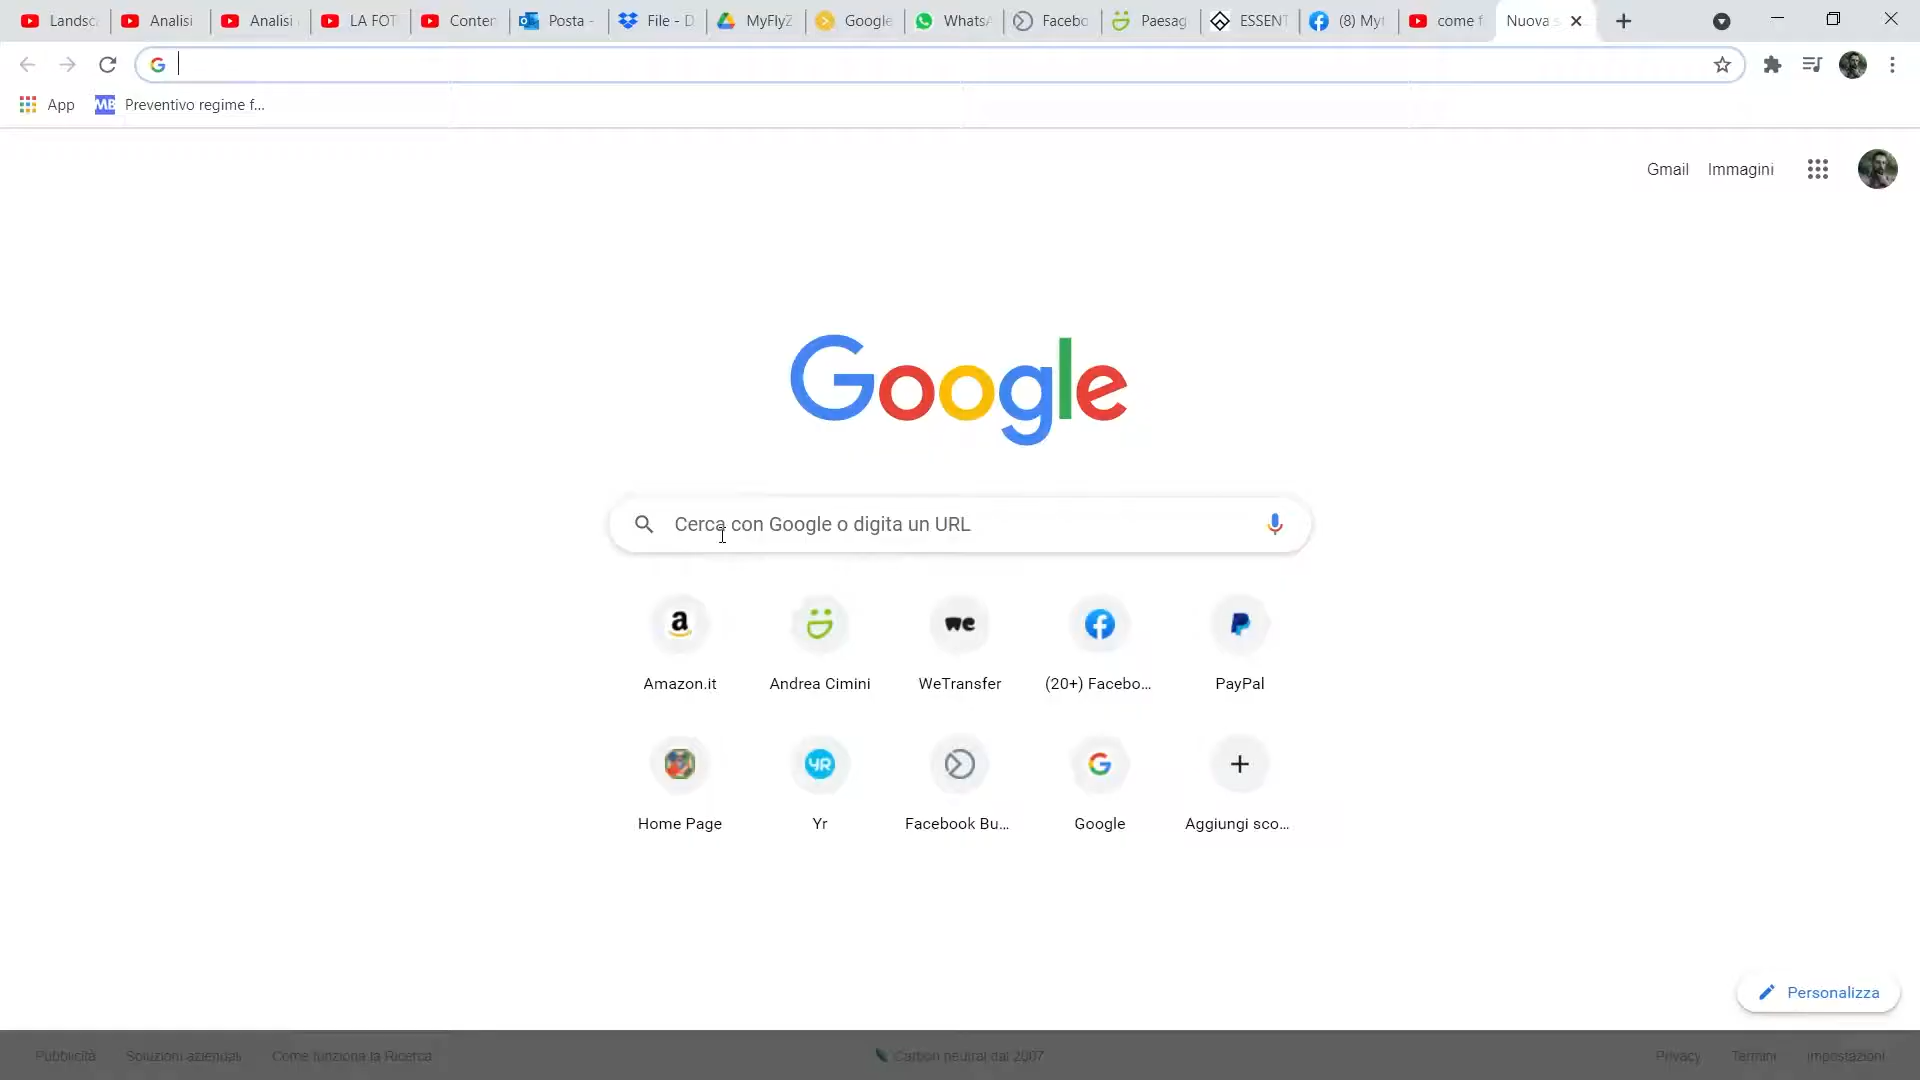 Landsc
Analisi
Analisi
LA FOT
Conten
Posta -
File - D
MyFlyZ
Google
WhatsA
Facebo
Paesag
ESSENT
(8) My
come f
Nuova s
App
MB
Preventivo regime f...
Gmail
Immagini
Google
Cerca con Google o digita un URL
Amazon.it
Andrea Cimini
WeTransfer
(20+) Facebo...
PayPal
Home Page
Yr
Facebook Bu...
Google
Aggiungi sco...
Personalizza
Pubblicità
Soluzioni aziendali
Come funziona la Ricerca
Carbon neutral dal 2007
Privacy
Termini
Impostazioni